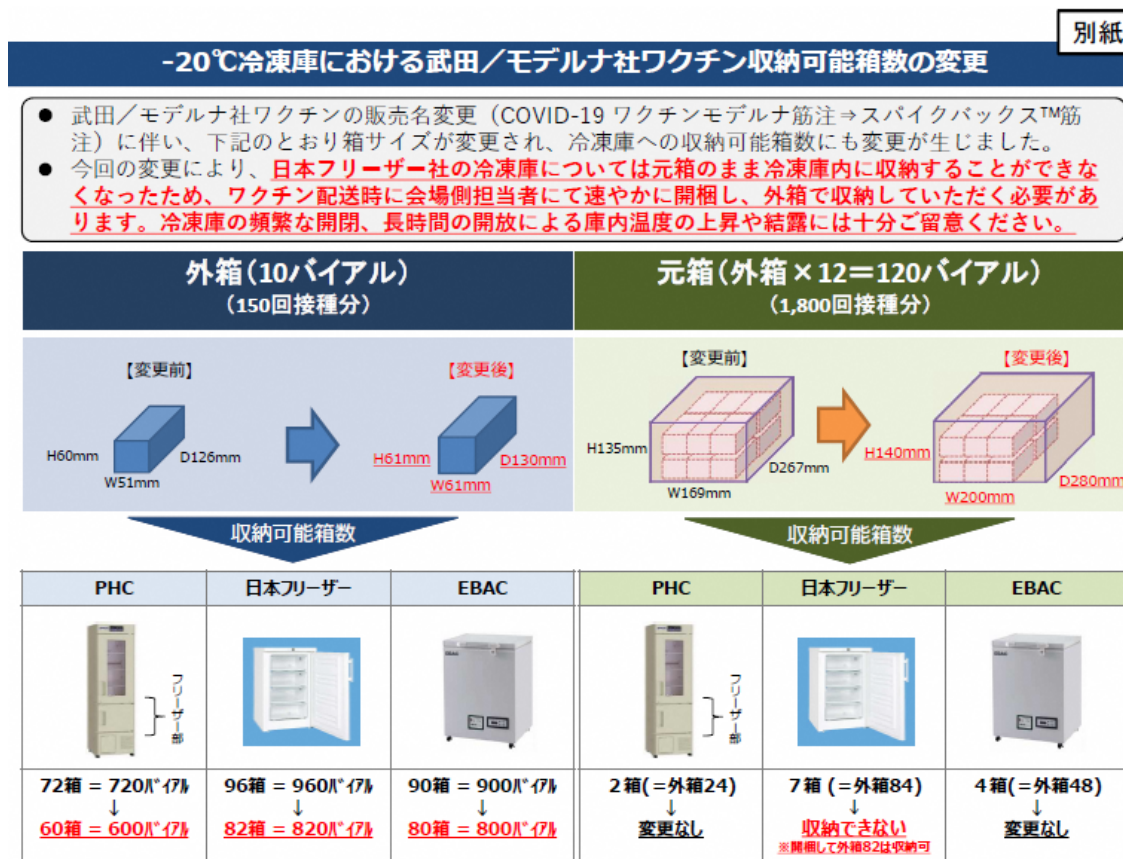 別紙
-20℃冷凍庫における武田／モデルナ社ワクチン収納可能箱数の変更
● 武田／モデルナ社ワクチンの販売名変更（COVID-19 ワクチンモデルナ筋注⇒スパイクバックス™筋
注）に伴い、下記のとおり箱サイズが変更され、冷凍庫への収納可能箱数にも変更が生じました。
● 今回の変更により、日本フリーザー社の冷凍庫については元箱のまま冷凍庫内に収納することができな
くなったため、ワクチン配送時に会場側担当者にて速やかに開梱し、外箱で収納していただく必要があ
ります。冷凍庫の頻繁な開閉、長時間の開放による庫内温度の上昇や結露には十分ご留意ください。
外箱（10バイアル）
（150回接種分）
元箱（外箱×12＝120バイアル）
（1,800回接種分）
【変更前】
H60mm
W51mm
D126mm
【変更後】
H61mm
W61mm
D130mm
【変更前】
H135mm
W169mm
D267mm
【変更後】
H140mm
W200mm
D280mm
収納可能箱数
収納可能箱数
PHC 日本フリーザー EBAC
PHC 日本フリーザー EBAC
フリーザー部
フリーザー部
72箱 = 720バイアル
↓
60箱 = 600バイアル
96箱 = 960バイアル
↓
82箱 = 820バイアル
90箱 = 900バイアル
↓
80箱 = 800バイアル
2箱(=外箱24)
↓
変更なし
7箱 (=外箱84)
↓
収納できない
※開梱して外箱82は収納可
4箱(=外箱48)
↓
変更なし